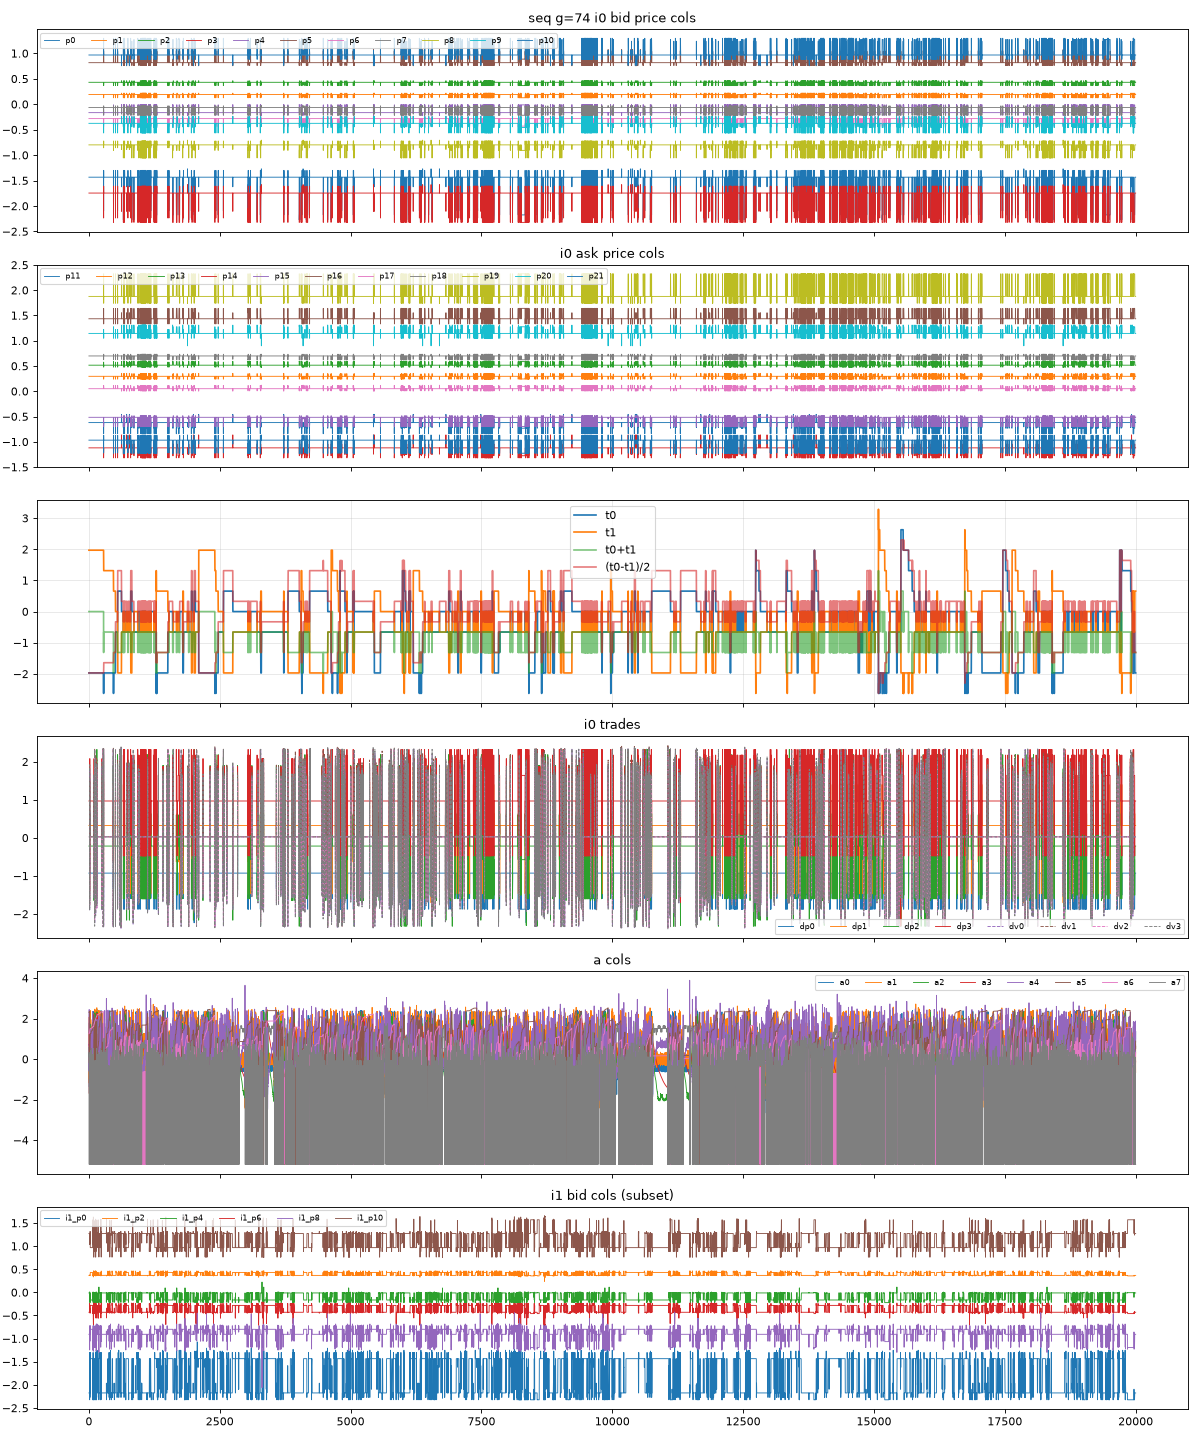 seq g=74 i0 bid price cols
p0 p1 p2 p3 p4 p5 p6 p7 p8 p9 p10
1.0
0.5
0.0
−0.5
−1.0
−1.5
−2.0
−2.5
i0 ask price cols
p11 p12 p13 p14 p15 p16 p17 p18 p19 p20 p21
2.5
2.0
1.5
1.0
0.5
0.0
−0.5
−1.0
−1.5
t0
t1
t0+t1
(t0-t1)/2
3
2
1
0
−1
−2
i0 trades
2
1
0
−1
−2
dp0 dp1 dp2 dp3 dv0 dv1 dv2 dv3
a cols
a0 a1 a2 a3 a4 a5 a6 a7
4
2
0
−2
−4
i1 bid cols (subset)
i1_p0 i1_p2 i1_p4 i1_p6 i1_p8 i1_p10
1.5
1.0
0.5
0.0
−0.5
−1.0
−1.5
−2.0
−2.5
0 2500 5000 7500 10000 12500 15000 17500 20000